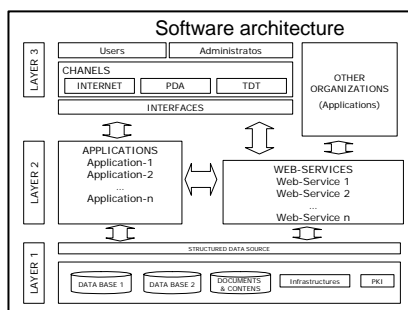 Software architecture
LAYER 3
Users
Administratos
CHANELS
INTERNET
PDA
TDT
INTERFACES
OTHER
ORGANIZATIONS
(Applications)
LAYER 2
APPLICATIONS
Application-1
Application-2
...
Application-n
WEB-SERVICES
Web-Service 1
Web-Service 2
...
Web-Service n
LAYER 1
STRUCTURED DATA SOURCE
DATA BASE 1
DATA BASE 2
DOCUMENTS
& CONTENS
Infrastructures
PKI